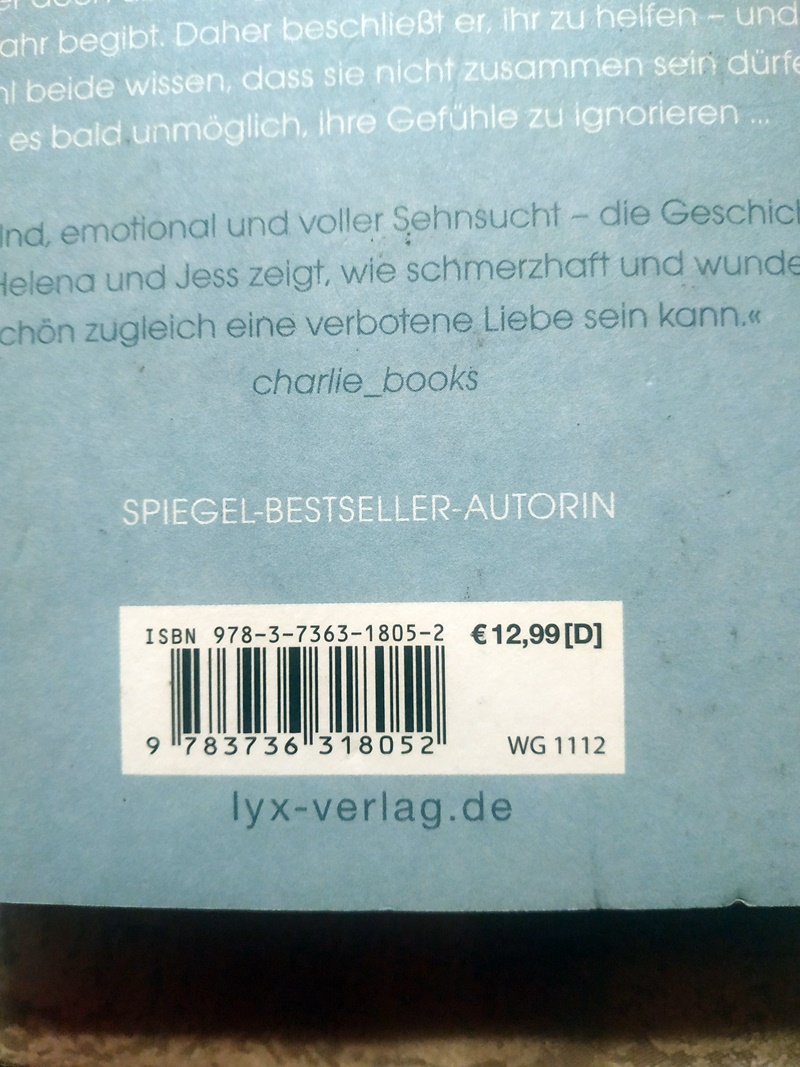 ahr begibt. Daher beschließt er, ihr zu helfen – und
hl beide wissen, dass sie nicht zusammen sein dürfe
es bald unmöglich, ihre Gefühle zu ignorieren ...
und, emotional und voller Sehnsucht – die Geschich
Helena und Jess zeigt, wie schmerzhaft und wunde
chön zugleich eine verbotene Liebe sein kann.«
charlie_books
SPIEGEL-BESTSELLER-AUTORIN
ISBN 978-3-7363-1805-2 € 12,99 [D]
9 783736 318052 WG 1112
lyx-verlag.de